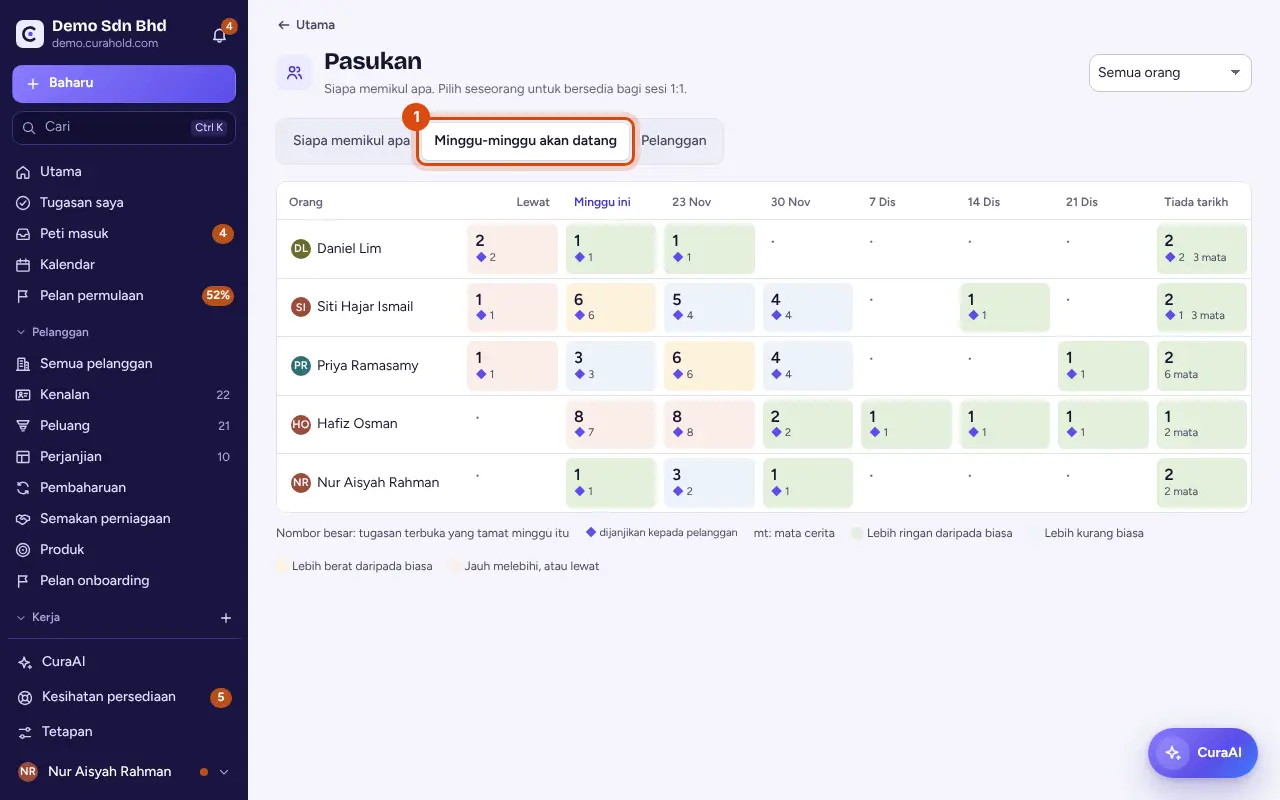 Demo Sdn Bhd
demo.curahold.com
4
Baharu
Cari
Ctrl K
Utama
Tugasan saya
Peti masuk
4
Kalendar
Pelan permulaan
52%
Pelanggan
Semua pelanggan
Kenalan
22
Peluang
21
Perjanjian
10
Pembaharuan
Semakan perniagaan
Produk
Pelan onboarding
Kerja
CuraAI
Kesihatan persediaan
5
Tetapan
NR Nur Aisyah Rahman
Utama
Pasukan
Siapa memikul apa. Pilih seseorang untuk bersedia bagi sesi 1:1.
Semua orang
1
Siapa memikul apa
Minggu-minggu akan datang
Pelanggan
Orang Lewat Minggu ini 23 Nov 30 Nov 7 Dis 14 Dis 21 Dis Tiada tarikh
DL Daniel Lim 2 1 1 · · · · 2
2 1 1 2 3 mata
SI Siti Hajar Ismail 1 6 5 4 · 1 · 2
1 6 4 4 1 1 3 mata
PR Priya Ramasamy 1 3 6 4 · · 1 2
1 3 6 4 1 6 mata
HO Hafiz Osman · 8 8 2 1 1 1 1
7 8 2 1 1 1 2 mata
NR Nur Aisyah Rahman · 1 3 1 · · · 2
1 2 1 2 mata
Nombor besar: tugasan terbuka yang tamat minggu itu
dijanjikan kepada pelanggan
mt: mata cerita
Lebih ringan daripada biasa
Lebih kurang biasa
Lebih berat daripada biasa
Jauh melebihi, atau lewat
CuraAI